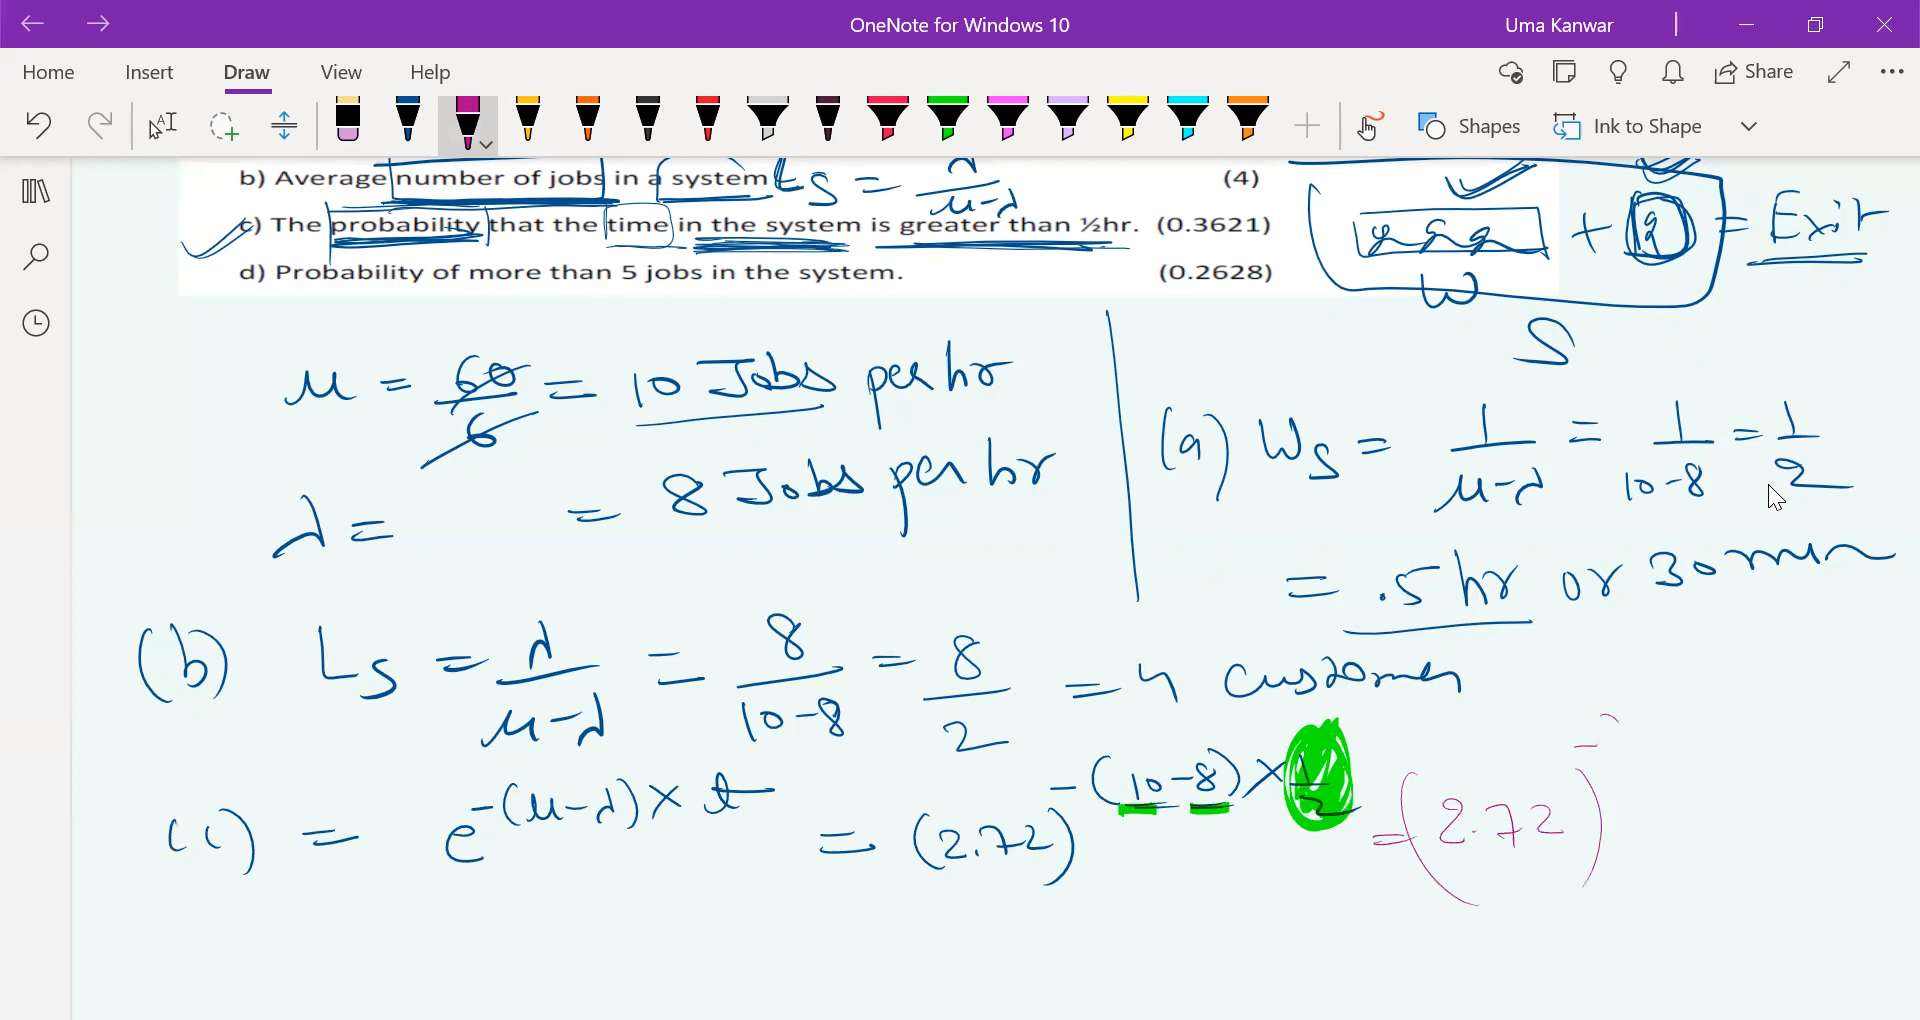 OneNote for Windows 10
Uma Kanwar
Home Insert Draw View Help
Share
Shapes Ink to Shape
b) Average number of jobs in a system Ls = λ/(μ-λ) (4)
c) The probability that the time in the system is greater than ½hr. (0.3621)
d) Probability of more than 5 jobs in the system. (0.2628)
+ = Exit
W
S
μ = 60/6 = 10 Jobs per hr
λ = = 8 Jobs per hr
(a) Ws = 1/(μ-λ) = 1/(10-8) = 1/2
= .5 hr or 30 min
(b) Ls = λ/(μ-λ) = 8/(10-8) = 8/2 = 4 customer
(c) = e^-(μ-λ)×t = (2.72)^-(10-8)×1/2 = (2.72)^-